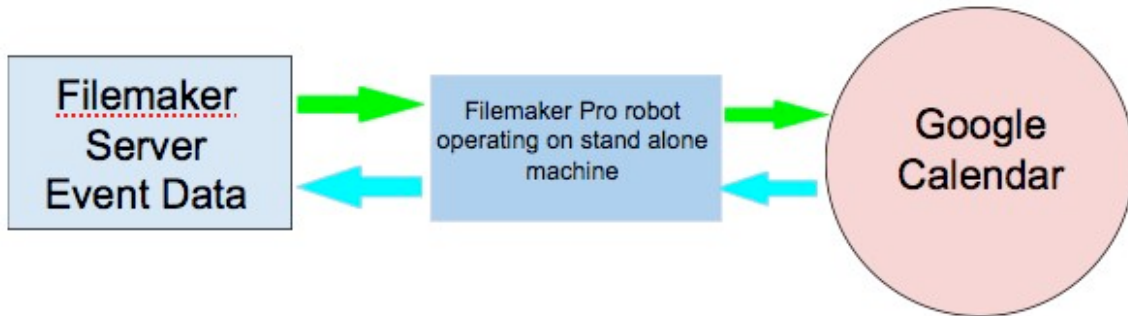 Filemaker
Server
Event Data
Filemaker Pro robot
operating on stand alone
machine
Google
Calendar